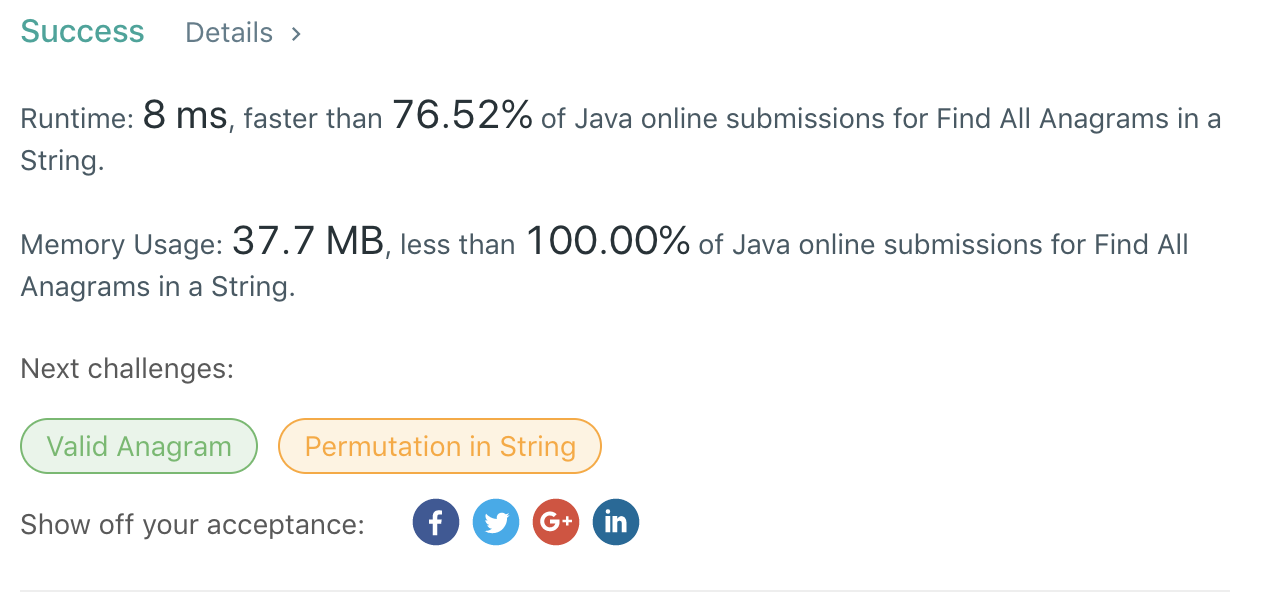 Success Details >
Runtime: 8 ms, faster than 76.52% of Java online submissions for Find All Anagrams in a
String.
Memory Usage: 37.7 MB, less than 100.00% of Java online submissions for Find All
Anagrams in a String.
Next challenges:
Valid Anagram Permutation in String
Show off your acceptance: f G+ in